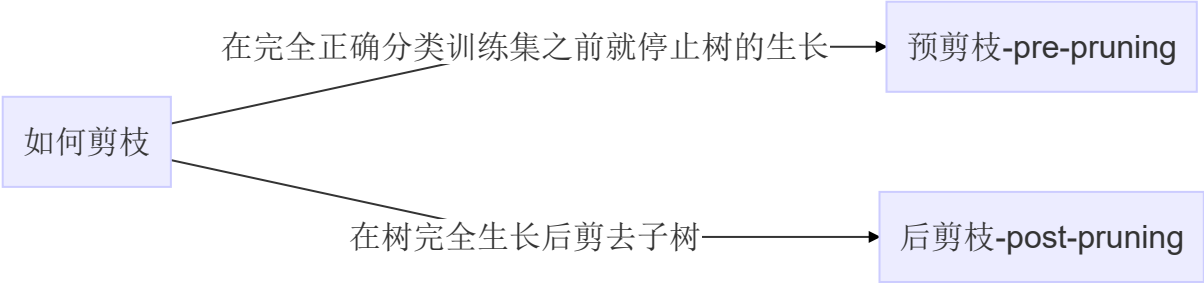 在完全正确分类训练集之前就停止树的生长
预剪枝-pre-pruning
如何剪枝
在树完全生长后剪去子树
后剪枝-post-pruning